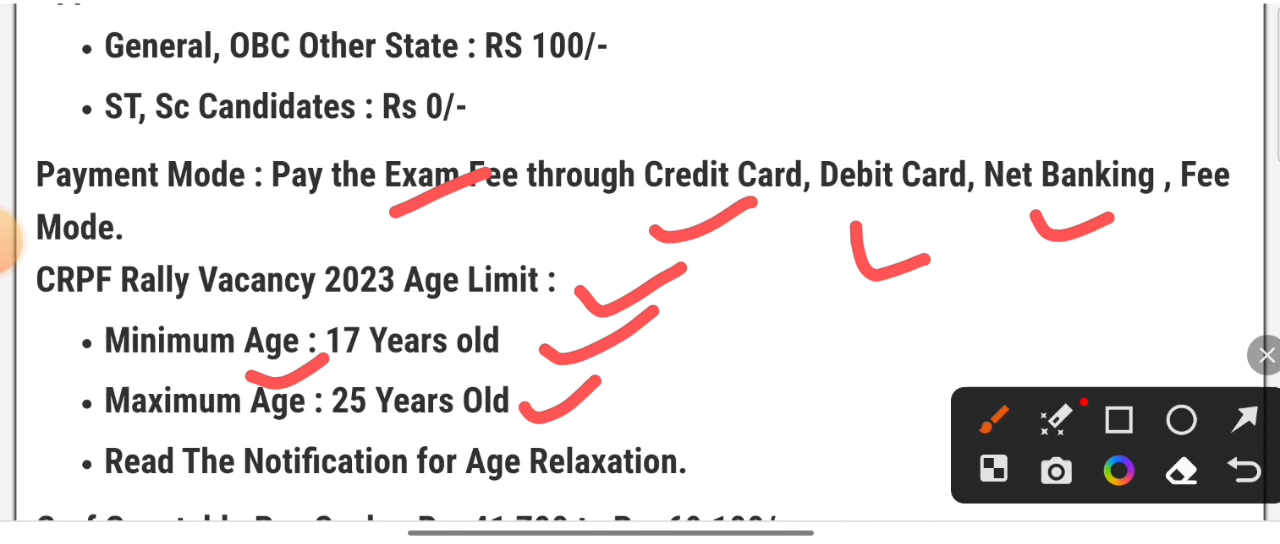 • General, OBC Other State : RS 100/-
• ST, Sc Candidates : Rs 0/-
Payment Mode : Pay the Exam Fee through Credit Card, Debit Card, Net Banking , Fee
Mode.
CRPF Rally Vacancy 2023 Age Limit :
• Minimum Age : 17 Years old
• Maximum Age : 25 Years Old
• Read The Notification for Age Relaxation.